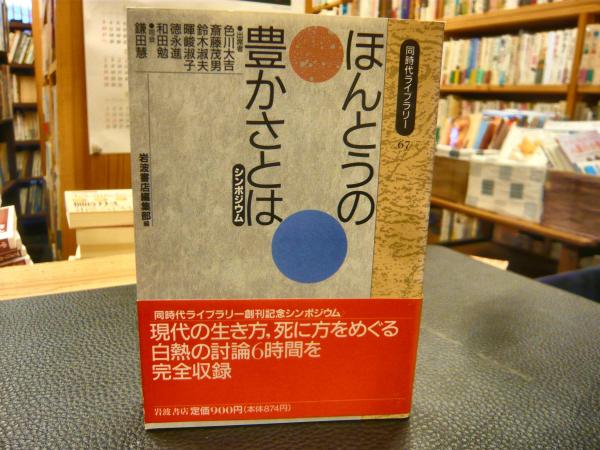 同時代ライブラリー
67
ほんとうの
豊かさとは
シンポジウム
●出席者
色川大吉
斎藤茂男
鈴木淑夫
暉峻淑子
徳永進
和田勉
●司会
鎌田慧
岩波書店編集部 編
同時代ライブラリー創刊記念シンポジウム
現代の生き方,死に方をめぐる
白熱の討論6時間を
完全収録
岩波書店 定価900円(本体874円)